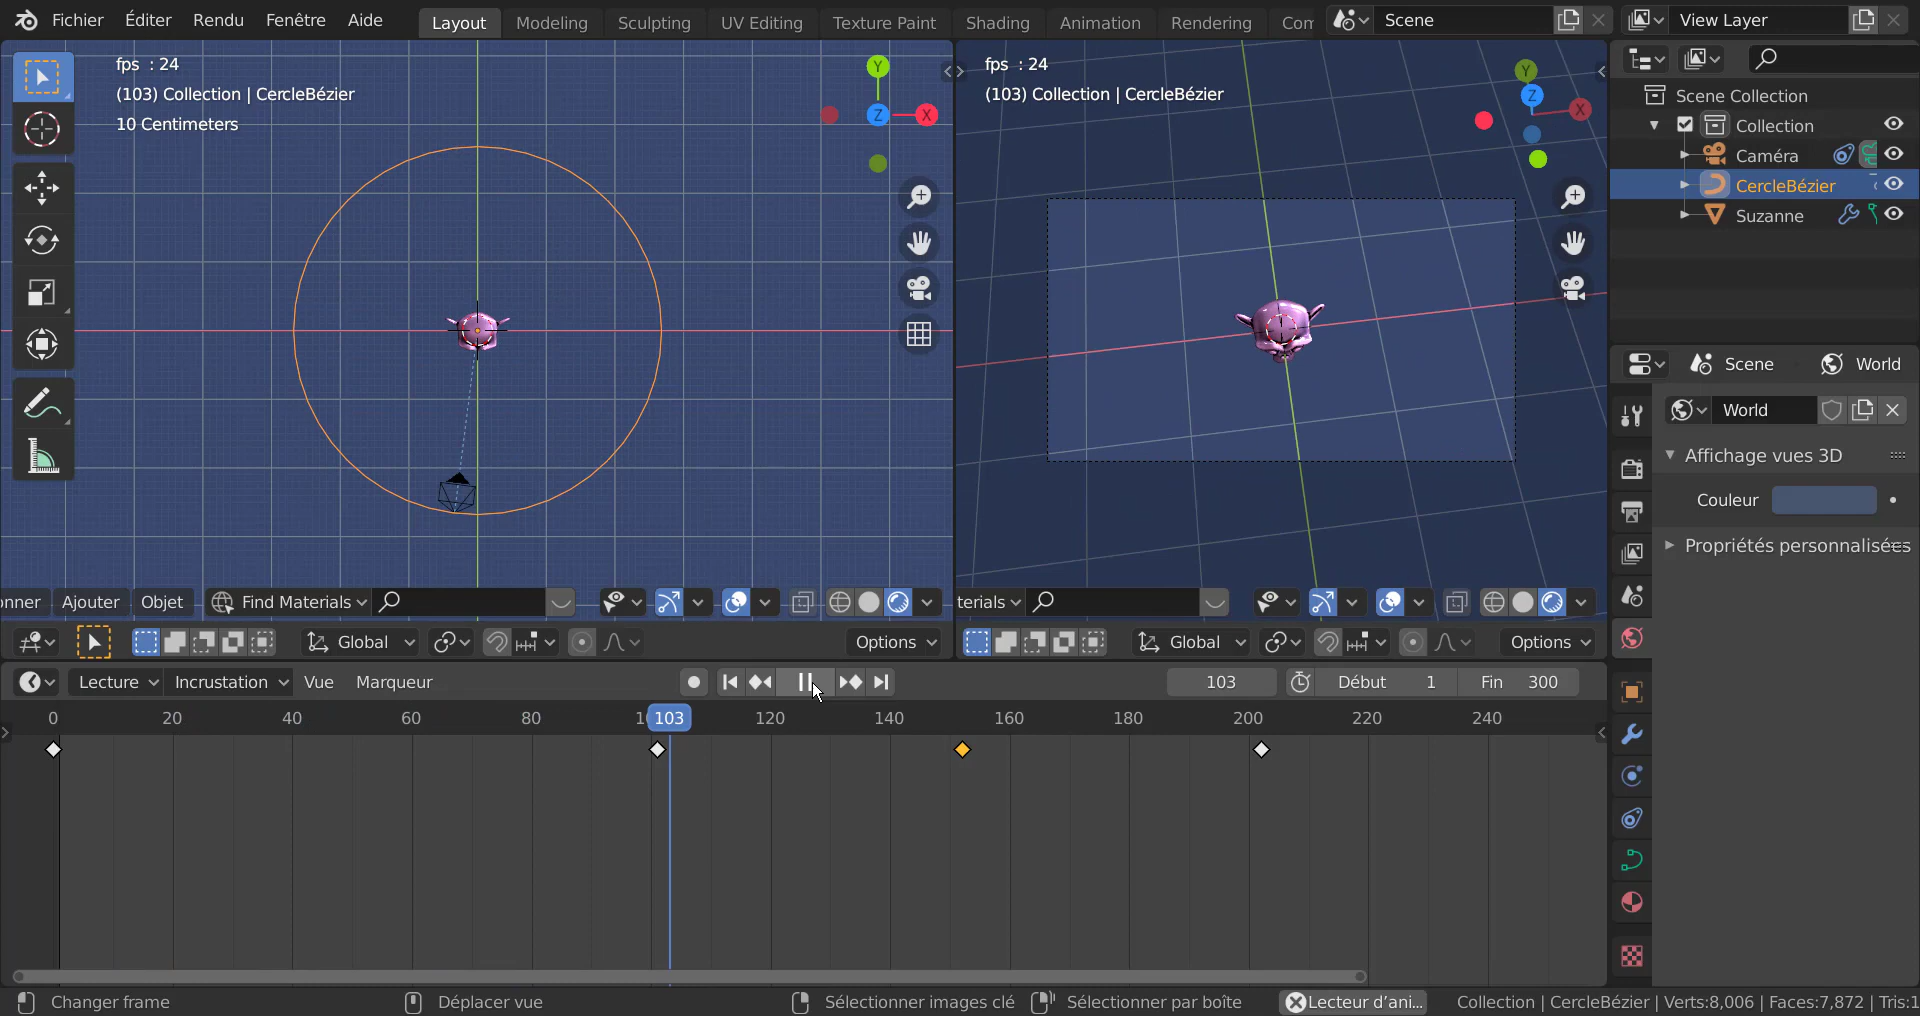 Fichier Éditer Rendu Fenêtre Aide Layout Modeling Sculpting UV Editing Texture Paint Shading Animation Rendering Scene View Layer
fps : 24
(103) Collection | CercleBézier
10 Centimeters
Y
Z
X
fps : 24
(103) Collection | CercleBézier
Y
Z
X
Scene Collection
Collection
Caméra
CercleBézier
Suzanne
Scene World
World
Affichage vues 3D
Couleur
Propriétés personnalisées
onner Ajouter Objet Find Materials
terials
Global Options
Global Options
Lecture Incrustation Vue Marqueur 103 Début 1 Fin 300
0 20 40 60 80 103 120 140 160 180 200 220 240
Changer frame Déplacer vue Sélectionner images clé Sélectionner par boîte Lecteur d'ani... Collection | CercleBézier | Verts:8,006 | Faces:7,872 | Tris:1